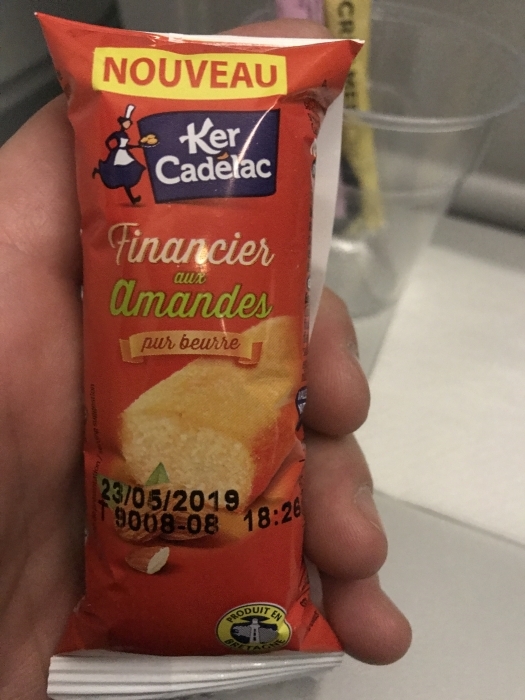 NOUVEAU
Ker
Cadélac
Financier
aux
amandes
pur beurre
23/05/2019
T 9008-08 18:26
PRODUIT EN
BRETAGNE